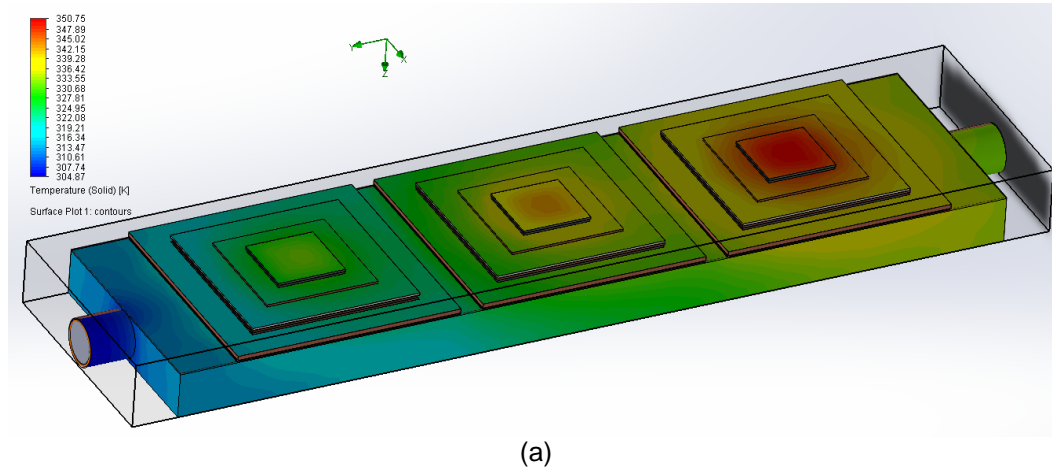 350.75
347.89
345.02
342.15
339.28
336.42
333.55
330.68
327.81
324.95
322.08
319.21
316.34
313.47
310.61
307.74
304.87
Temperature (Solid) [K]
Surface Plot 1: contours
Y
X
Z
(a)